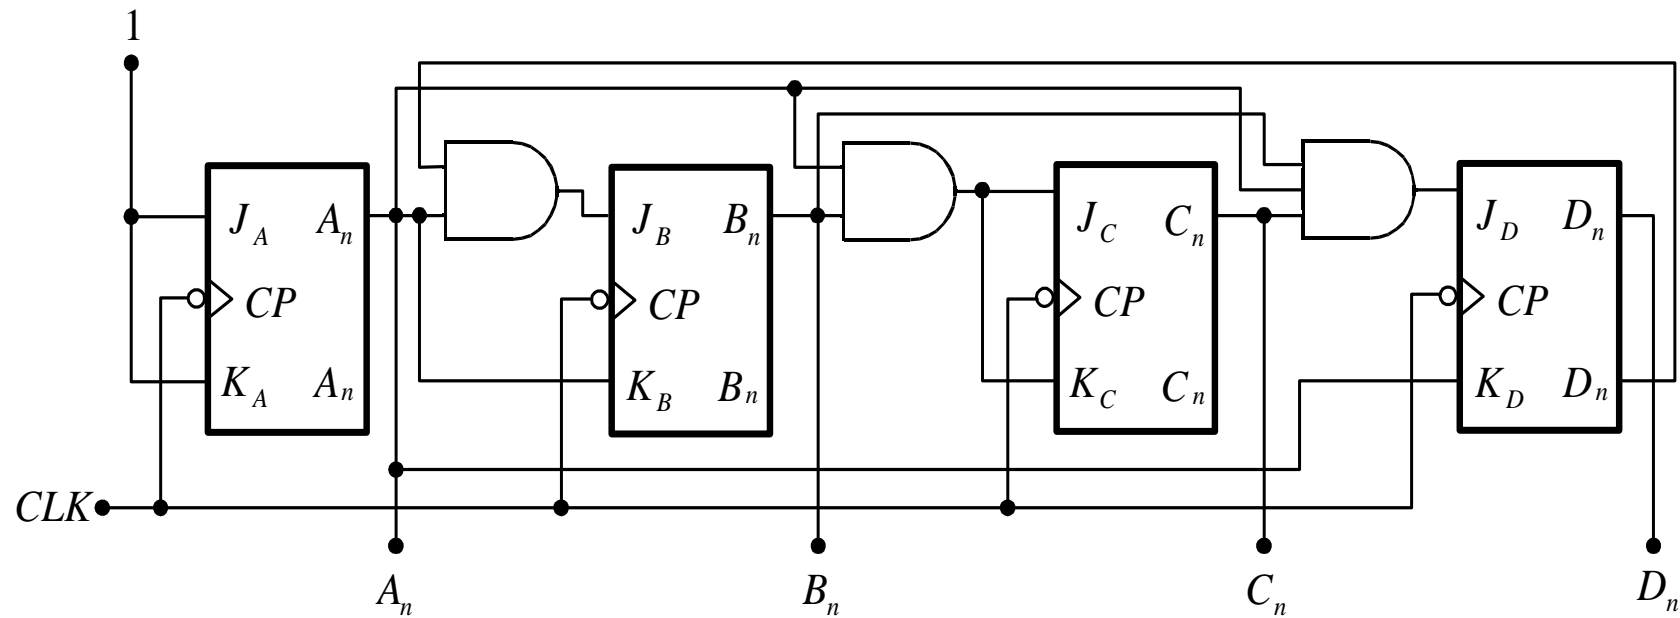 1
J_A A_n J_B B_n J_C C_n J_D D_n
CP CP CP CP
K_A A_n K_B B_n K_C C_n K_D D_n
CLK
A_n B_n C_n D_n